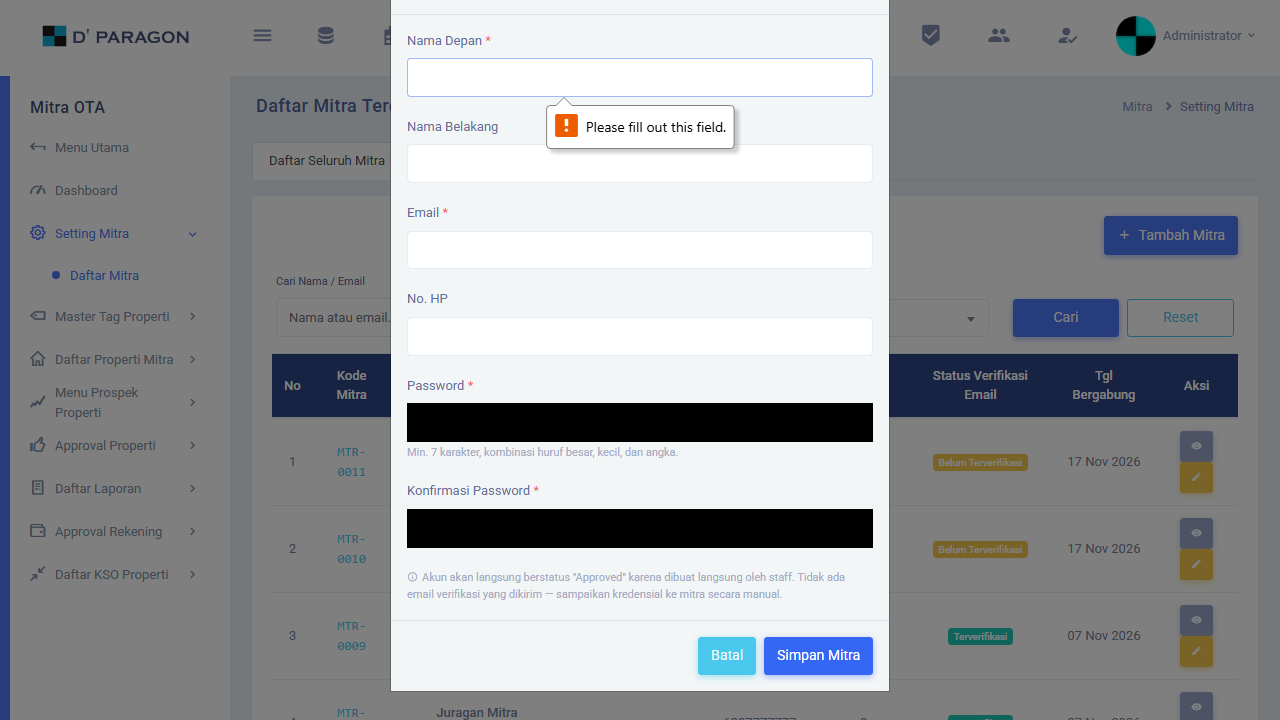 D' PARAGON
Administrator
Mitra OTA
Menu Utama
Dashboard
Setting Mitra
Daftar Mitra
Master Tag Properti
Daftar Properti Mitra
Menu Prospek
Properti
Approval Properti
Daftar Laporan
Approval Rekening
Daftar KSO Properti
Daftar Mitra
Mitra > Setting Mitra
Daftar Seluruh Mitra
+ Tambah Mitra
Cari Nama / Email
Nama atau email.
Cari
Reset
No
Kode
Mitra
Status Verifikasi
Email
Tgl
Bergabung
Aksi
1
MTR-
0011
Belum Terverifikasi
17 Nov 2026
2
MTR-
0010
Belum Terverifikasi
17 Nov 2026
3
MTR-
0009
Terverifikasi
07 Nov 2026
MTR-
Juragan Mitra
Nama Depan *
Please fill out this field.
Nama Belakang
Email *
No. HP
Password *
Min. 7 karakter, kombinasi huruf besar, kecil, dan angka.
Konfirmasi Password *
Akun akan langsung berstatus "Approved" karena dibuat langsung oleh staff. Tidak ada
email verifikasi yang dikirim — sampaikan kredensial ke mitra secara manual.
Batal
Simpan Mitra